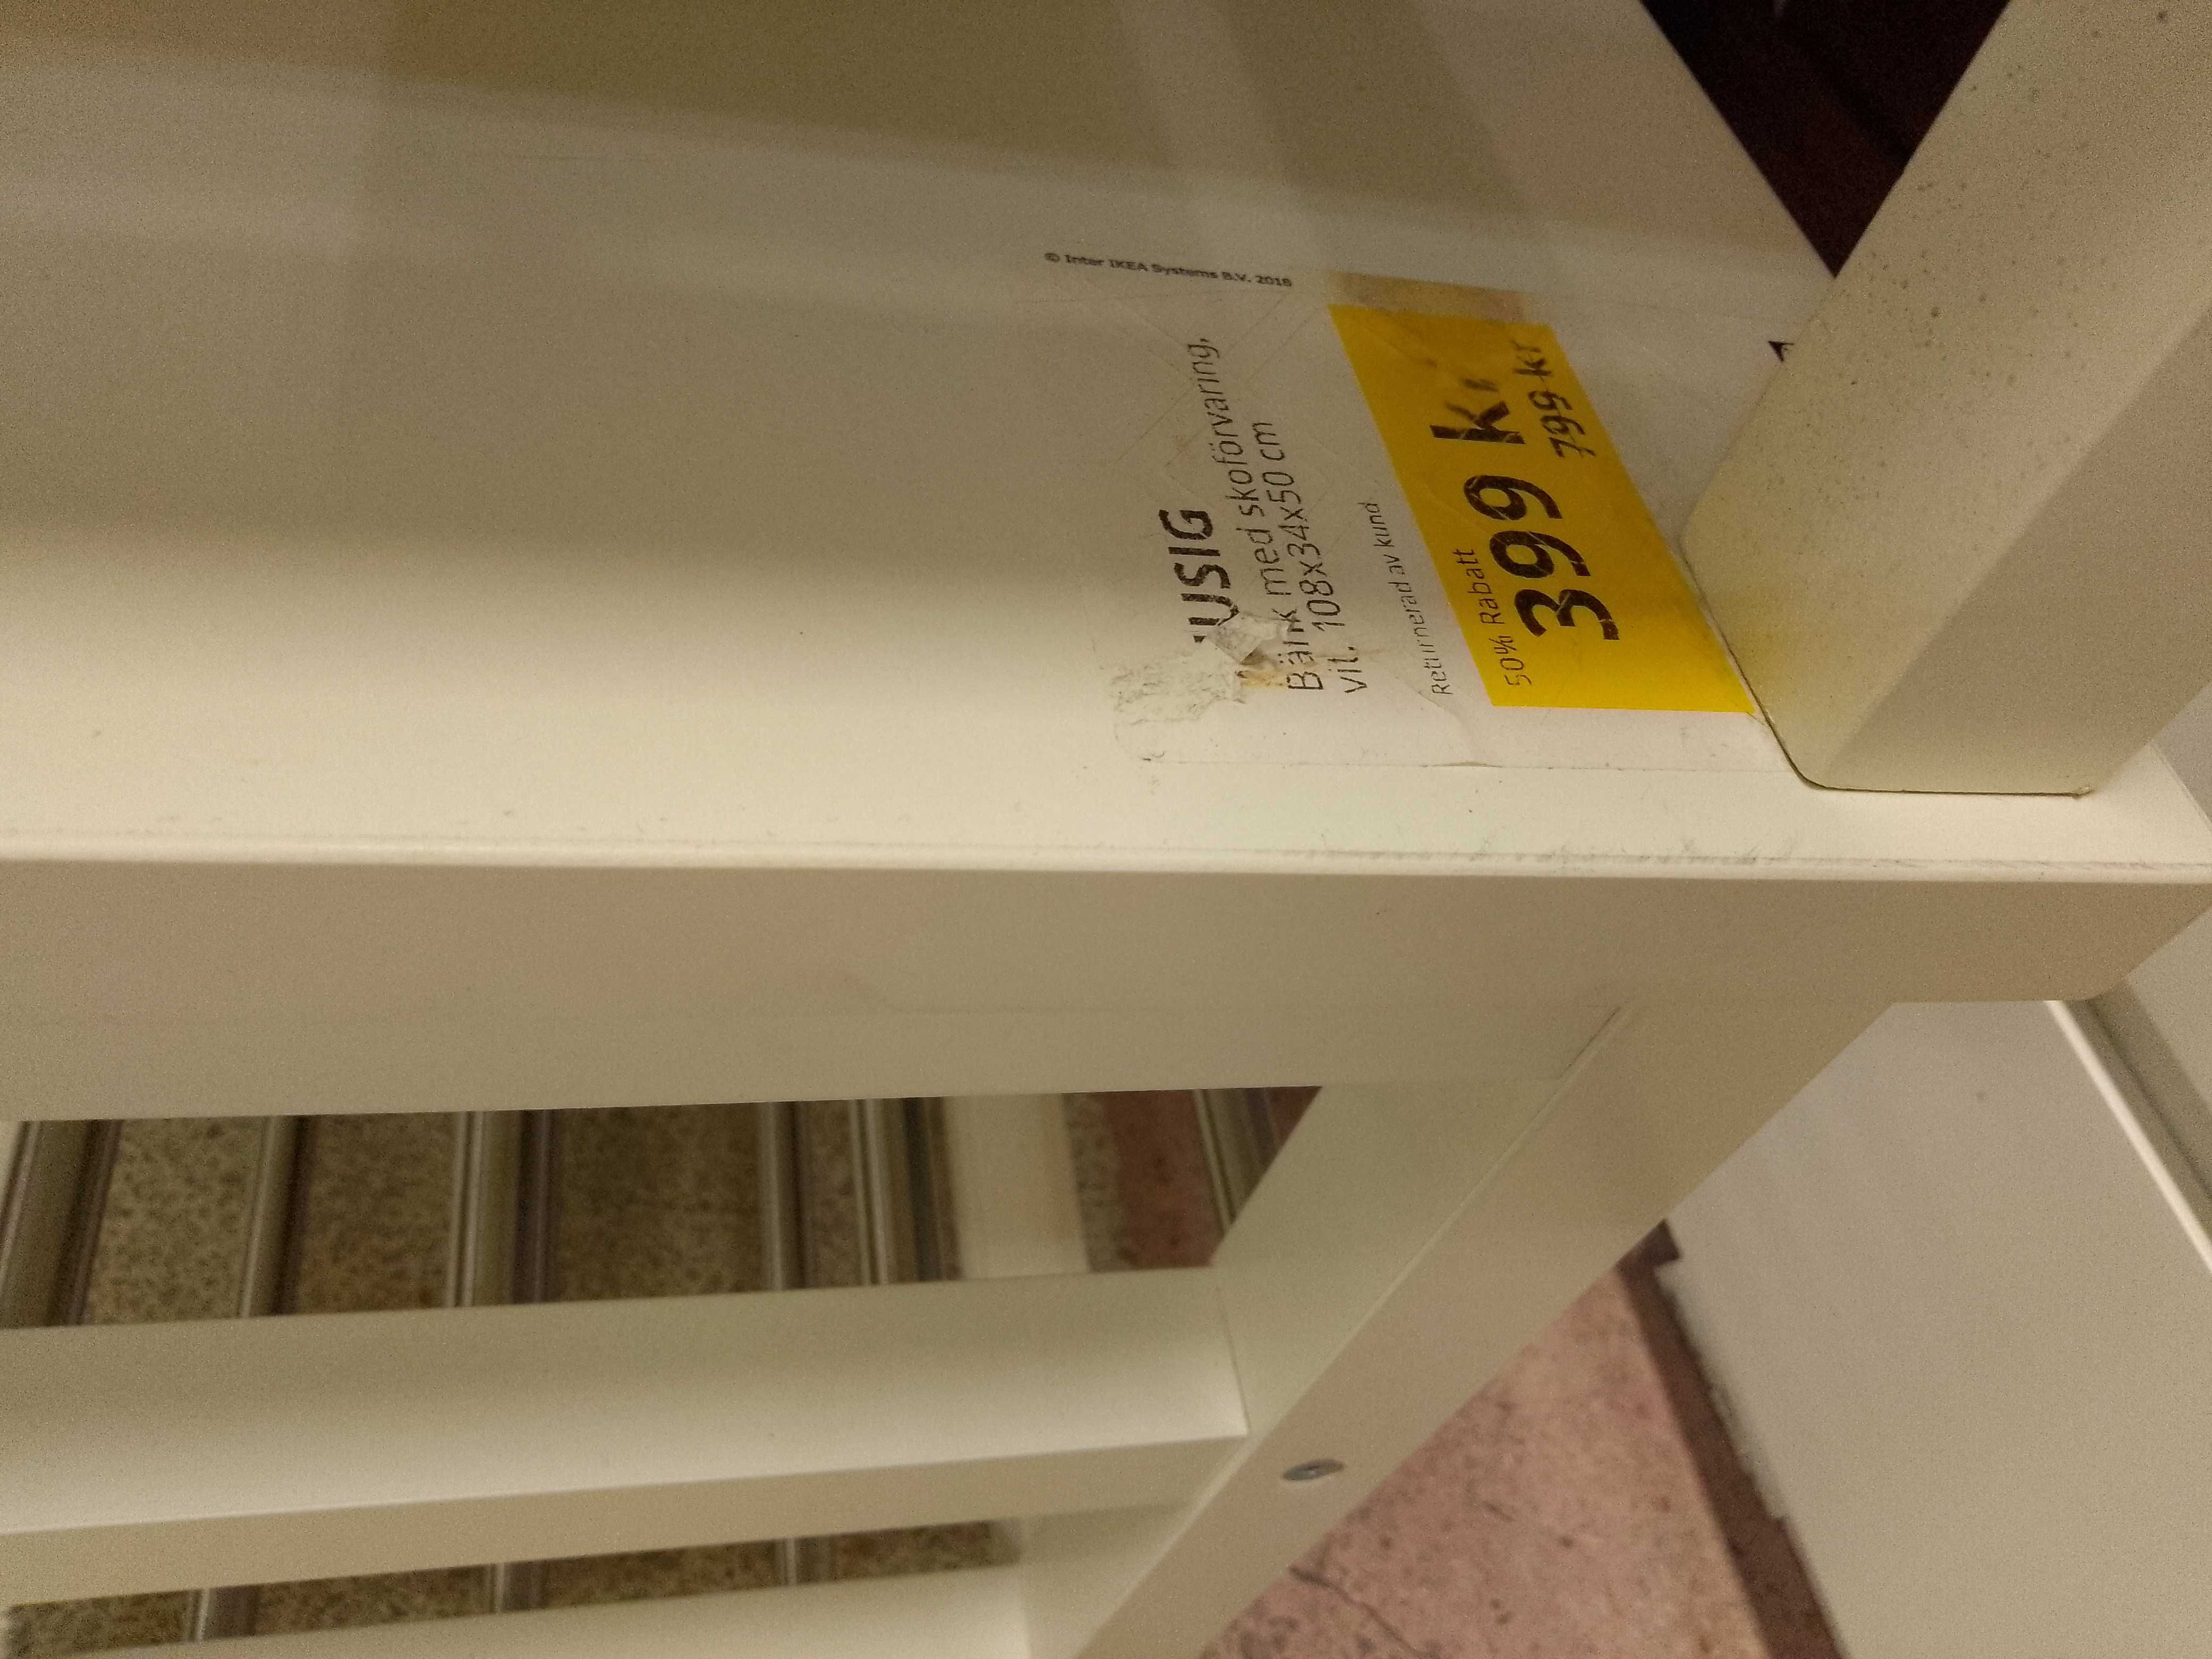 © Inter IKEA Systems B.V. 2018
USIG
Bänk med skoförvaring,
vit, 108x34x50 cm
Returnerad av kund
50% Rabatt
399 kr
799 kr